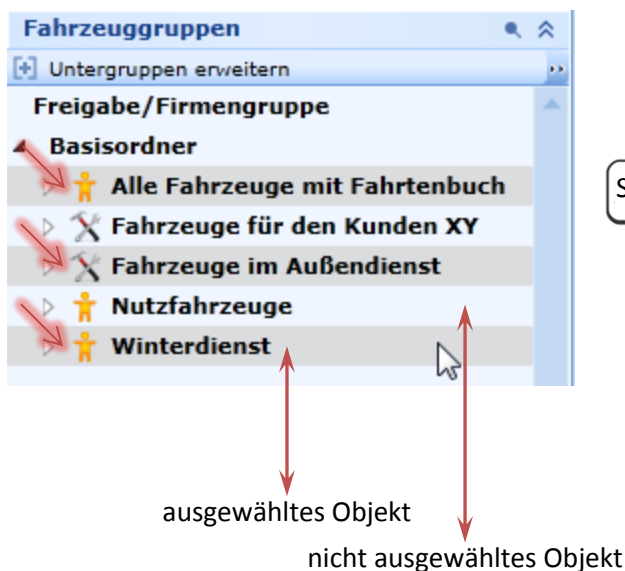 Fahrzeuggruppen
Untergruppen erweitern
Freigabe/Firmengruppe
Basisordner
Alle Fahrzeuge mit Fahrtenbuch
S
Fahrzeuge für den Kunden XY
Fahrzeuge im Außendienst
Nutzfahrzeuge
Winterdienst
ausgewähltes Objekt
nicht ausgewähltes Objekt